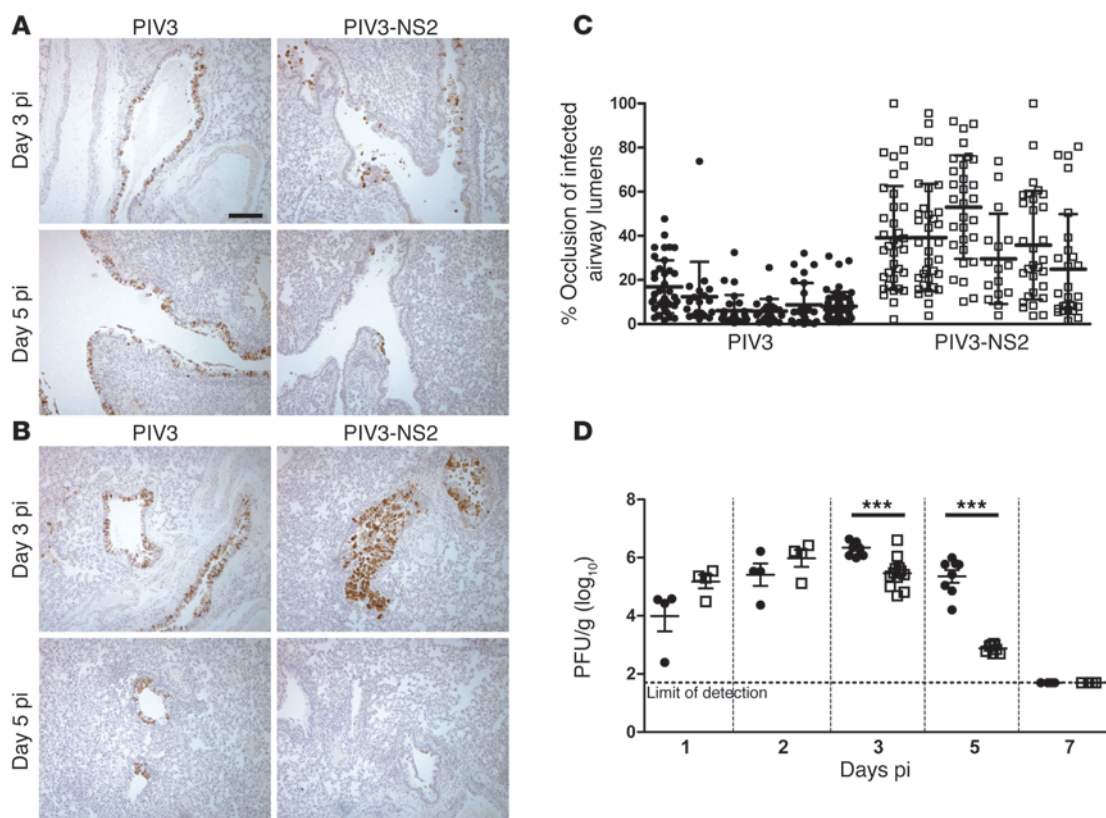 A
PIV3
PIV3-NS2
Day 3 pi
Day 5 pi
B
PIV3
PIV3-NS2
Day 3 pi
Day 5 pi
C
% Occlusion of infected
airway lumens
100
80
60
40
20
0
PIV3
PIV3-NS2
D
PFU/g (log10)
8
6
4
2
0
***
***
Limit of detection
1
2
3
5
7
Days pi